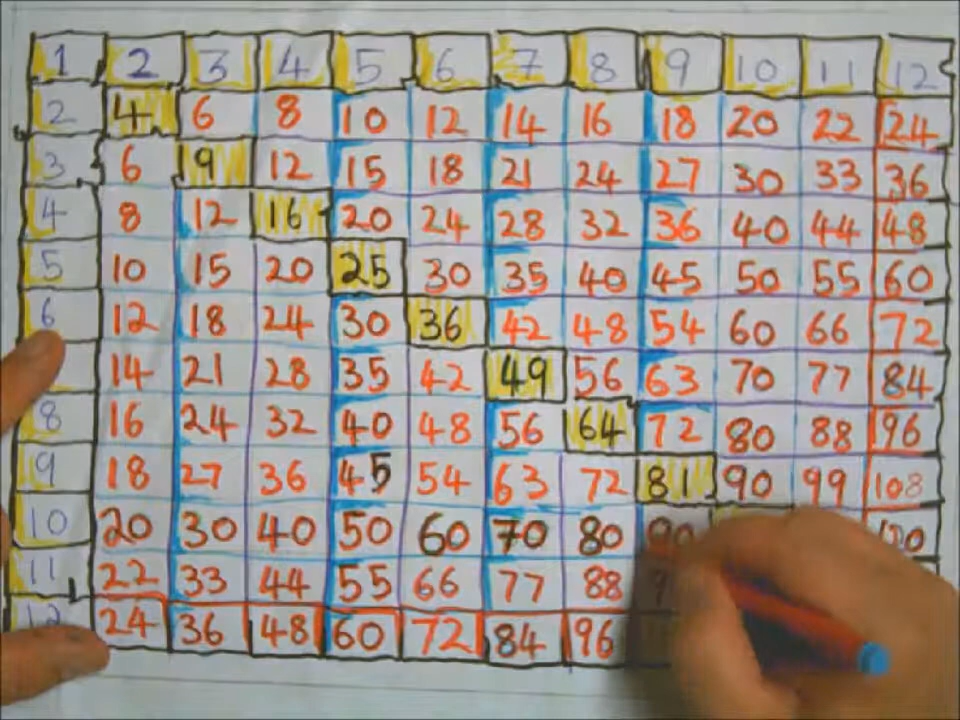 1 2 3 4 5 6 7 8 9 10 11 12
2 4 6 8 10 12 14 16 18 20 22 24
3 6 9 12 15 18 21 24 27 30 33 36
4 8 12 16 20 24 28 32 36 40 44 48
5 10 15 20 25 30 35 40 45 50 55 60
6 12 18 24 30 36 42 48 54 60 66 72
14 21 28 35 42 49 56 63 70 77 84
8 16 24 32 40 48 56 64 72 80 88 96
9 18 27 36 45 54 63 72 81 90 99 108
10 20 30 40 50 60 70 80 90 120
11 22 33 44 55 66 77 88
12 24 36 48 60 72 84 96